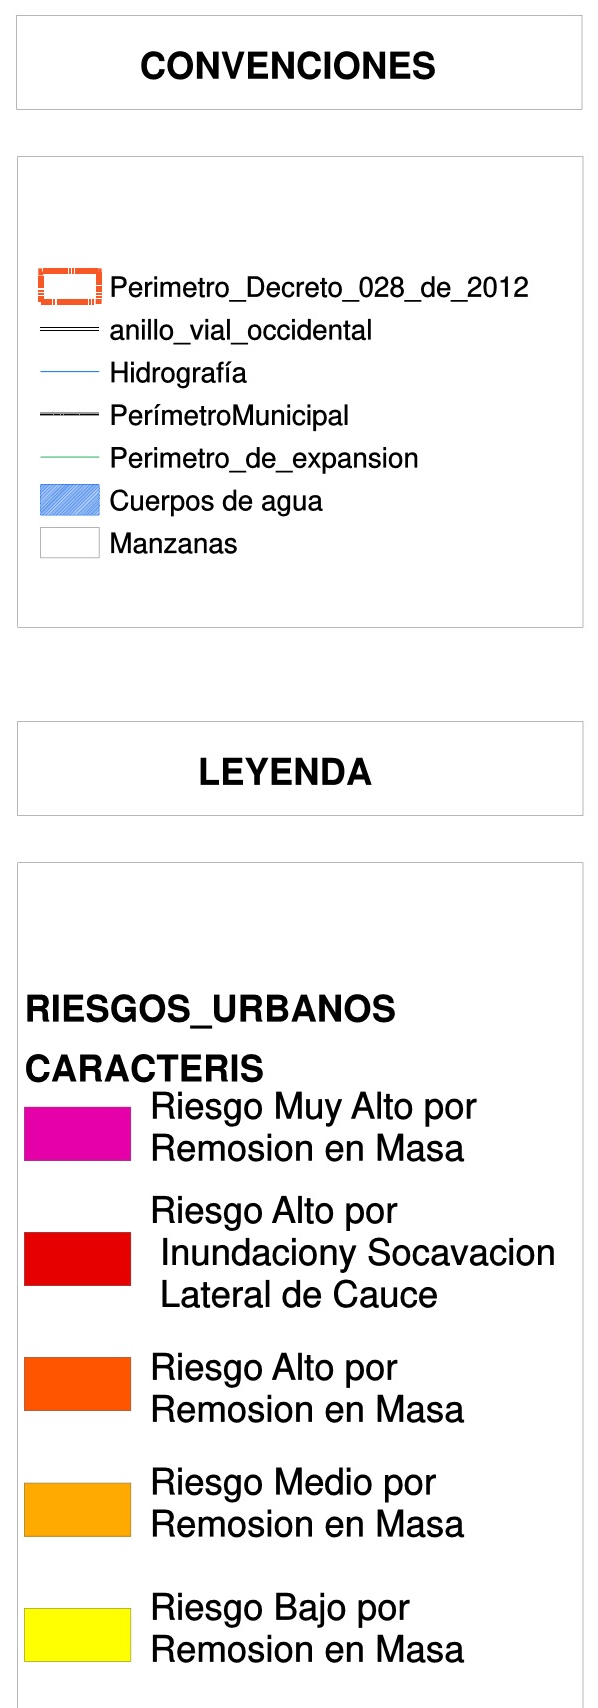 CONVENCIONES
Perimetro_Decreto_028_de_2012
anillo_vial_occidental
Hidrografía
PerímetroMunicipal
Perimetro_de_expansion
Cuerpos de agua
Manzanas
LEYENDA
RIESGOS_URBANOS
CARACTERIS
Riesgo Muy Alto por
Remosion en Masa
Riesgo Alto por
Inundaciony Socavacion
Lateral de Cauce
Riesgo Alto por
Remosion en Masa
Riesgo Medio por
Remosion en Masa
Riesgo Bajo por
Remosion en Masa